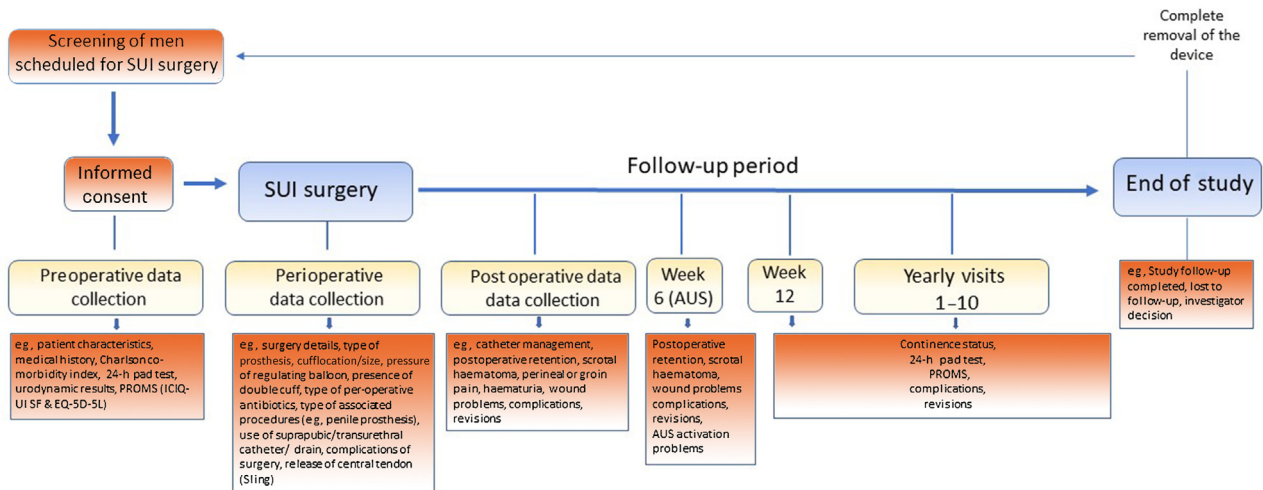 Complete
removal of the
device
Screening of men
scheduled for SUI surgery
Informed
consent
SUI surgery
Follow-up period
End of study
Preoperative data
collection
Perioperative
data collection
Post operative data
data collection
Week
6 (AUS)
Week
12
Yearly visits
1–10
e.g, Study follow-up
completed, lost to
follow-up, investigator
decision
e.g, patient characteristics,
medical history, Charlson co-
morbidity index, 24-h pad test,
urodynamic results, PROMS (ICIQ-
UI SF & EQ-5D-5L)
e.g, surgery details, type of
prosthesis, cufflocation/size, pressure
of regulating balloon, presence of
double cuff, type of per-operative
antibiotics, type of associated
procedures (e.g, penile prosthesis),
use of suprapubic/transurethral
catheter/ drain, complications of
surgery, release of central tendon
(Sling)
e.g, catheter management,
postoperative retention, scrotal
haematoma, perineal or groin
pain, haematuria, wound
problems, complications,
revisions
Postoperative
retention, scrotal
haematoma,
wound problems
complications,
revisions,
AUS activation
problems
Continence status,
24-h pad test,
PROMS,
complications,
revisions